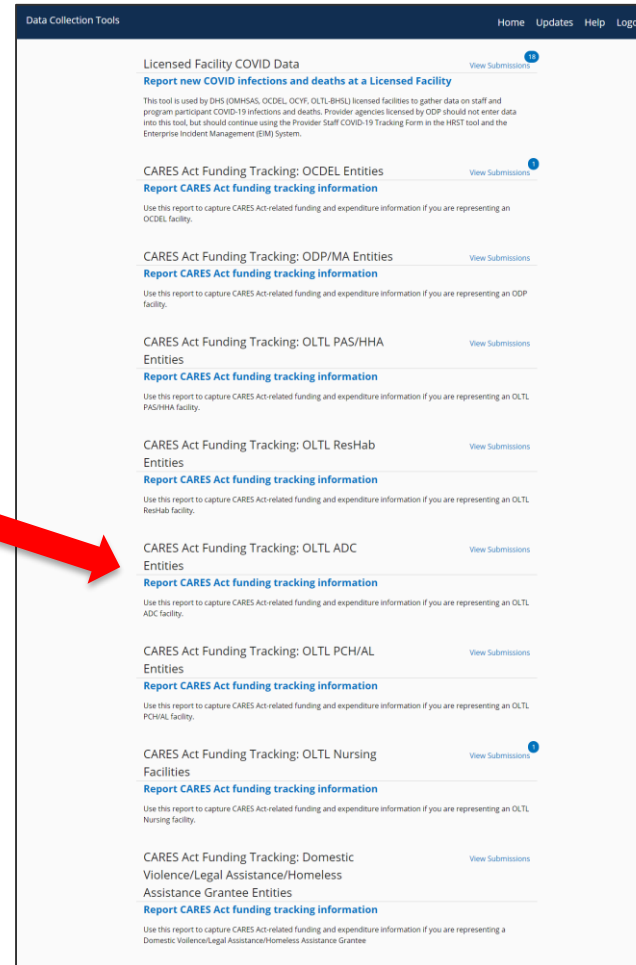 Data Collection Tools
Home Updates Help Logo
Licensed Facility COVID Data
View Submissions 18
Report new COVID infections and deaths at a Licensed Facility
This tool is used by DHS (OMHSAS, OCDEL, OCYF, OLTL-BHSL) licensed facilities to gather data on staff and
program participant COVID-19 infections and deaths. Provider agencies licensed by ODP should not enter data
into this tool, but should continue using the Provider Staff COVID-19 Tracking Form in the HRST tool and the
Enterprise Incident Management (EIM) System.
CARES Act Funding Tracking: OCDEL Entities
View Submissions 1
Report CARES Act funding tracking information
Use this report to capture CARES Act-related funding and expenditure information if you are representing an
OCDEL facility.
CARES Act Funding Tracking: ODP/MA Entities
View Submissions
Report CARES Act funding tracking information
Use this report to capture CARES Act-related funding and expenditure information if you are representing an ODP
facility.
CARES Act Funding Tracking: OLTL PAS/HHA
View Submissions
Entities
Report CARES Act funding tracking information
Use this report to capture CARES Act-related funding and expenditure information if you are representing an OLTL
PAS/HHA facility.
CARES Act Funding Tracking: OLTL ResHab
View Submissions
Entities
Report CARES Act funding tracking information
Use this report to capture CARES Act-related funding and expenditure information if you are representing an OLTL
ResHab facility.
CARES Act Funding Tracking: OLTL ADC
View Submissions
Entities
Report CARES Act funding tracking information
Use this report to capture CARES Act-related funding and expenditure information if you are representing an OLTL
ADC facility.
CARES Act Funding Tracking: OLTL PCH/AL
View Submissions
Entities
Report CARES Act funding tracking information
Use this report to capture CARES Act-related funding and expenditure information if you are representing an OLTL
PCH/AL facility.
CARES Act Funding Tracking: OLTL Nursing
View Submissions 1
Facilities
Report CARES Act funding tracking information
Use this report to capture CARES Act-related funding and expenditure information if you are representing an OLTL
Nursing facility.
CARES Act Funding Tracking: Domestic
View Submissions
Violence/Legal Assistance/Homeless
Assistance Grantee Entities
Report CARES Act funding tracking information
Use this report to capture CARES Act-related funding and expenditure information if you are representing a
Domestic Voilence/Legal Assistance/Homeless Assistance Grantee